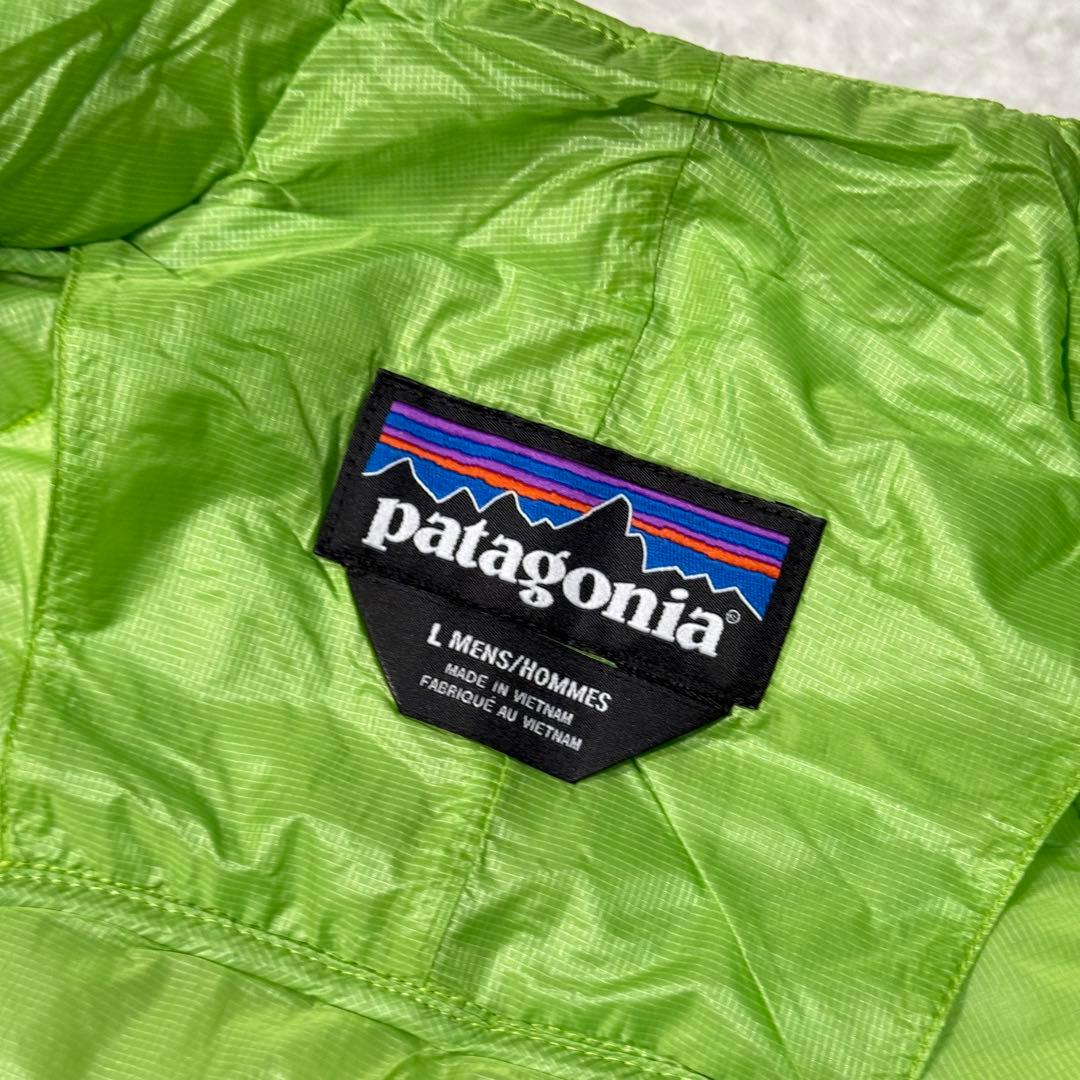 patagonia®
L MENS/HOMMES
MADE IN VIETNAM
FABRIQUÉ AU VIETNAM